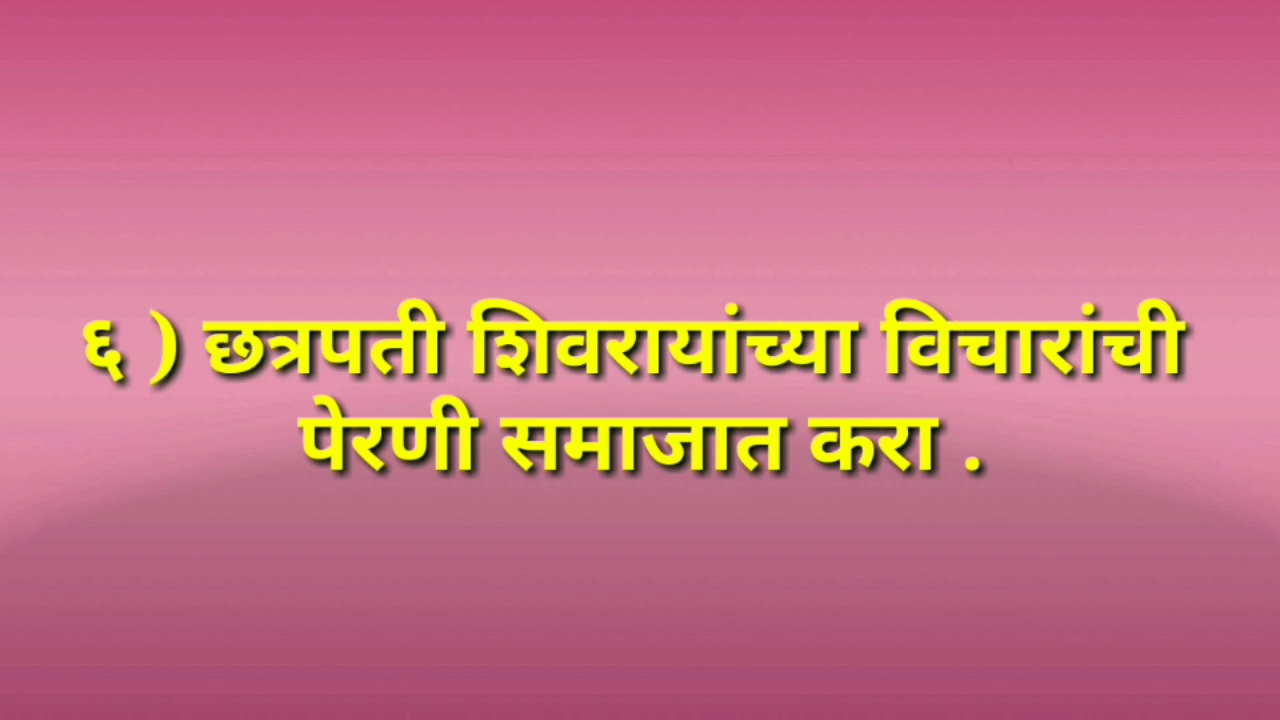 ६ ) छत्रपती शिवरायांच्या विचारांची
पेरणी समाजात करा .